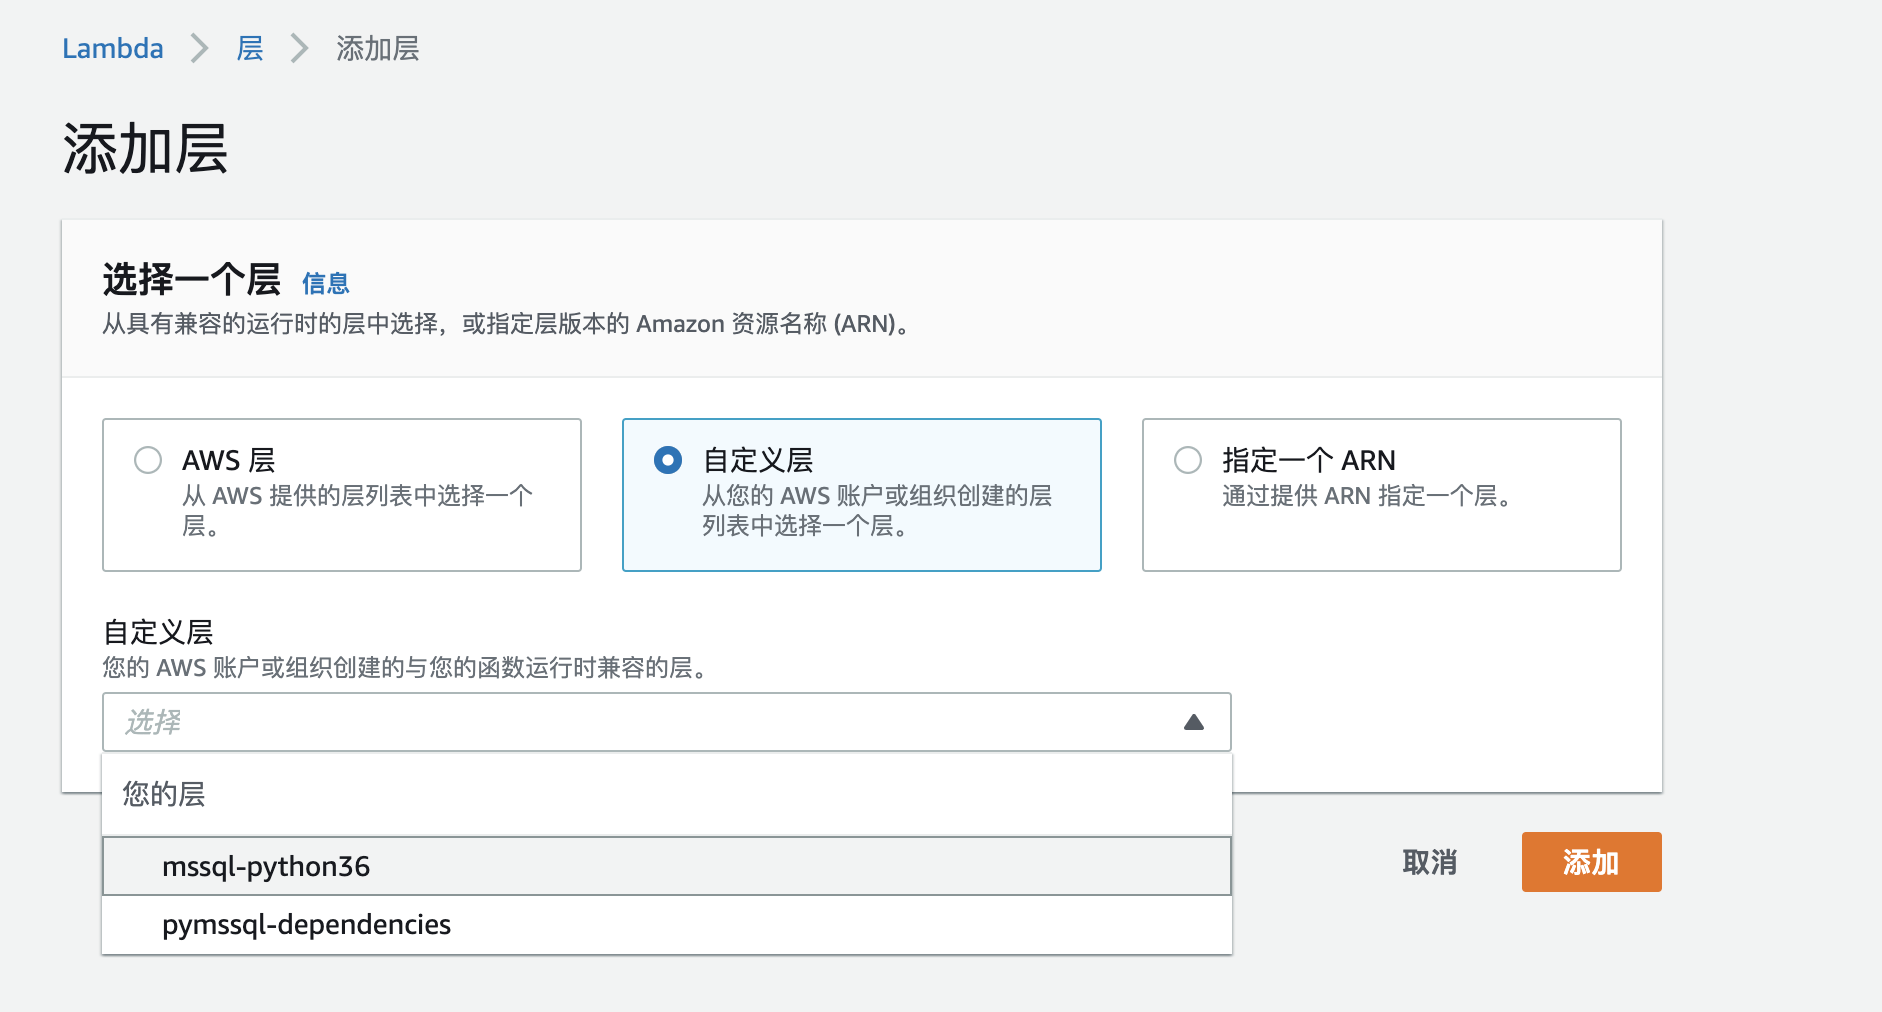 Lambda > 层 > 添加层
添加层
选择一个层 信息
从具有兼容的运行时的层中选择，或指定层版本的 Amazon 资源名称 (ARN)。
AWS 层
从 AWS 提供的层列表中选择一个
层。
自定义层
从您的 AWS 账户或组织创建的层
列表中选择一个层。
指定一个 ARN
通过提供 ARN 指定一个层。
自定义层
您的 AWS 账户或组织创建的与您的函数运行时兼容的层。
选择
您的层
mssql-python36
pymssql-dependencies
取消
添加